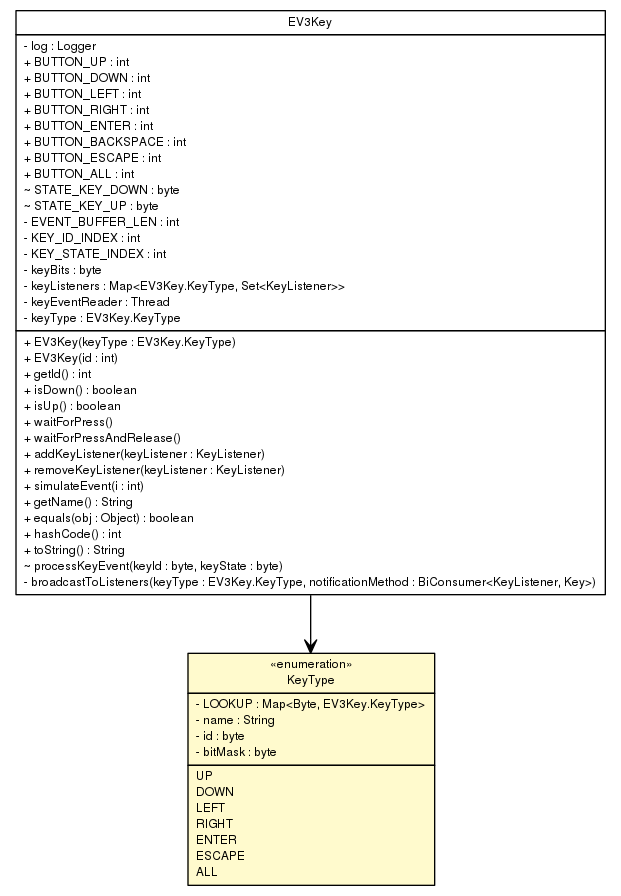 EV3Key
- log : Logger
+ BUTTON_UP : int
+ BUTTON_DOWN : int
+ BUTTON_LEFT : int
+ BUTTON_RIGHT : int
+ BUTTON_ENTER : int
+ BUTTON_BACKSPACE : int
+ BUTTON_ESCAPE : int
+ BUTTON_ALL : int
~ STATE_KEY_DOWN : byte
~ STATE_KEY_UP : byte
- EVENT_BUFFER_LEN : int
- KEY_ID_INDEX : int
- KEY_STATE_INDEX : int
- keyBits : byte
- keyListeners : Map<EV3Key.KeyType, Set<KeyListener>>
- keyEventReader : Thread
- keyType : EV3Key.KeyType
+ EV3Key(keyType : EV3Key.KeyType)
+ EV3Key(id : int)
+ getId() : int
+ isDown() : boolean
+ isUp() : boolean
+ waitForPress()
+ waitForPressAndRelease()
+ addKeyListener(keyListener : KeyListener)
+ removeKeyListener(keyListener : KeyListener)
+ simulateEvent(i : int)
+ getName() : String
+ equals(obj : Object) : boolean
+ hashCode() : int
+ toString() : String
~ processKeyEvent(keyId : byte, keyState : byte)
- broadcastToListeners(keyType : EV3Key.KeyType, notificationMethod : BiConsumer<KeyListener, Key>)
«enumeration»
KeyType
- LOOKUP : Map<Byte, EV3Key.KeyType>
- name : String
- id : byte
- bitMask : byte
UP
DOWN
LEFT
RIGHT
ENTER
ESCAPE
ALL